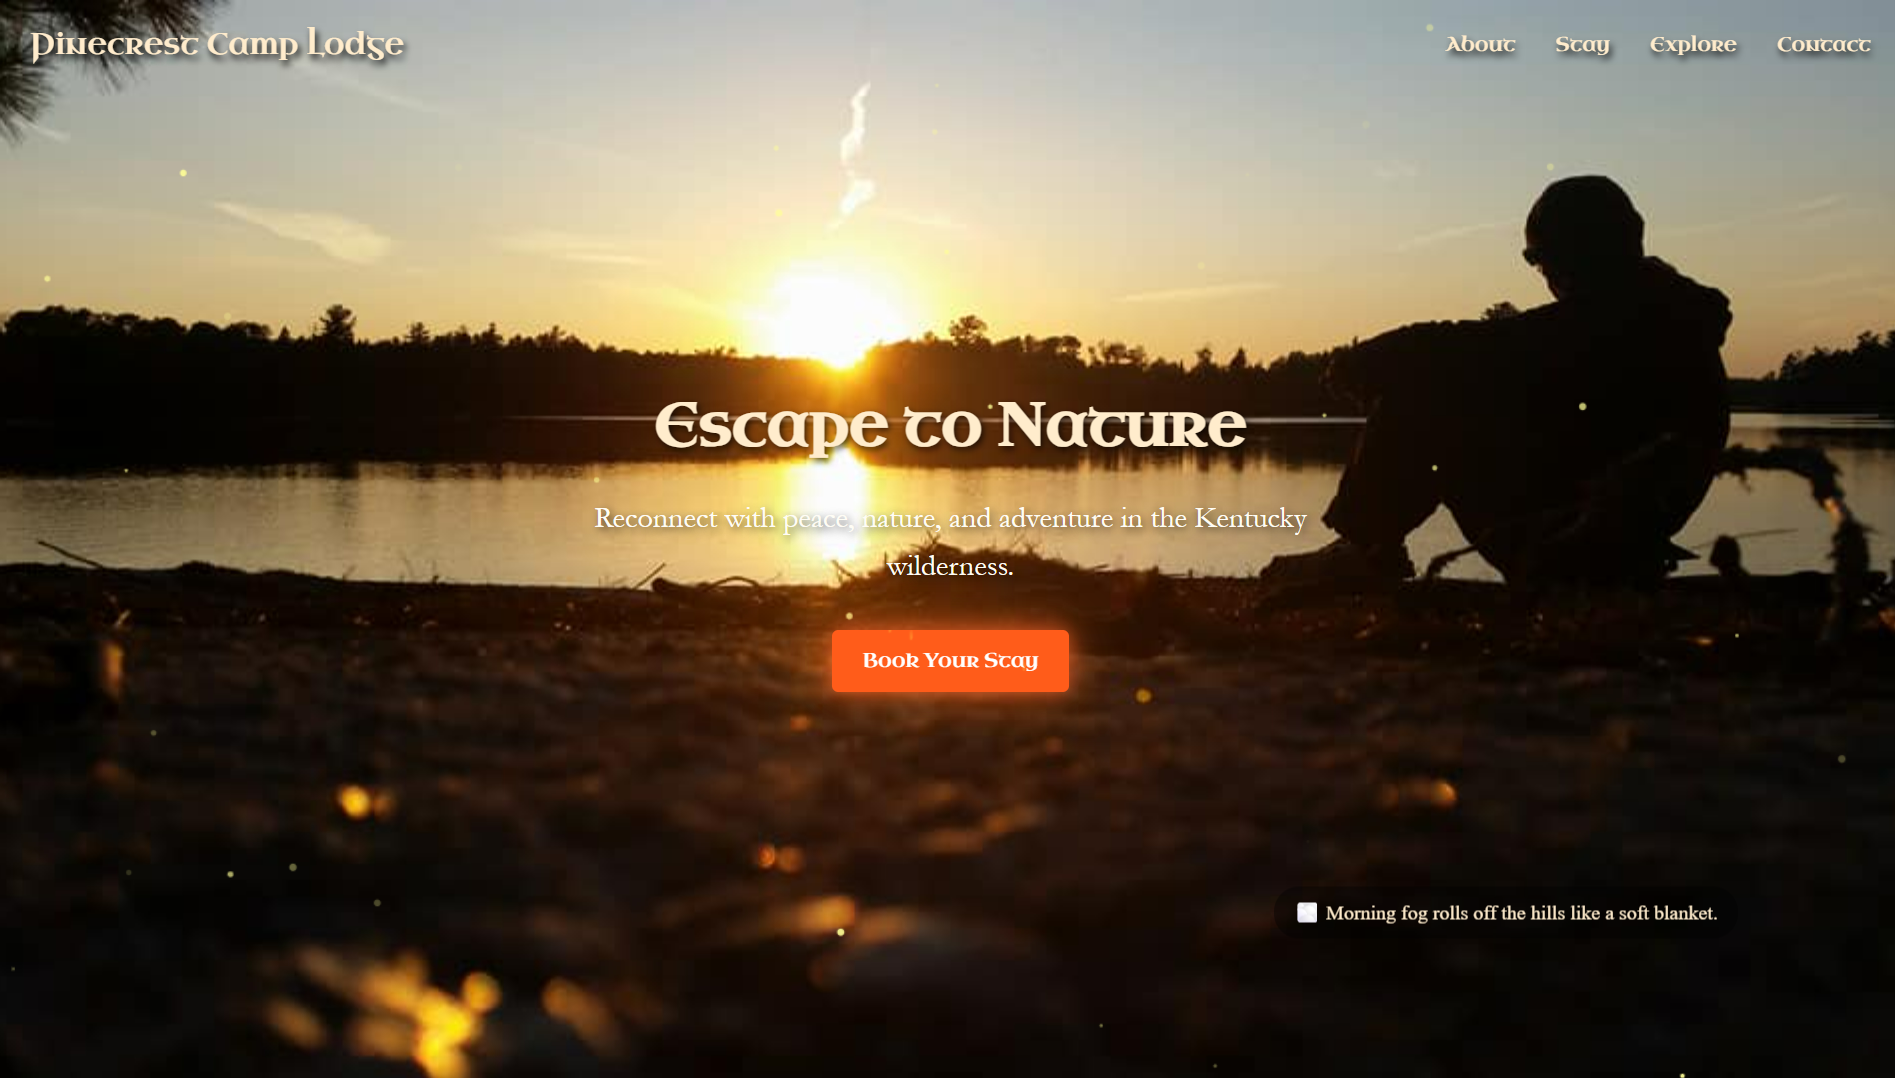 Pinecrest Camp Lodge
About Stay Explore Contact
Escape to Nature
Reconnect with peace, nature, and adventure in the Kentucky
wilderness.
Book Your Stay
Morning fog rolls off the hills like a soft blanket.